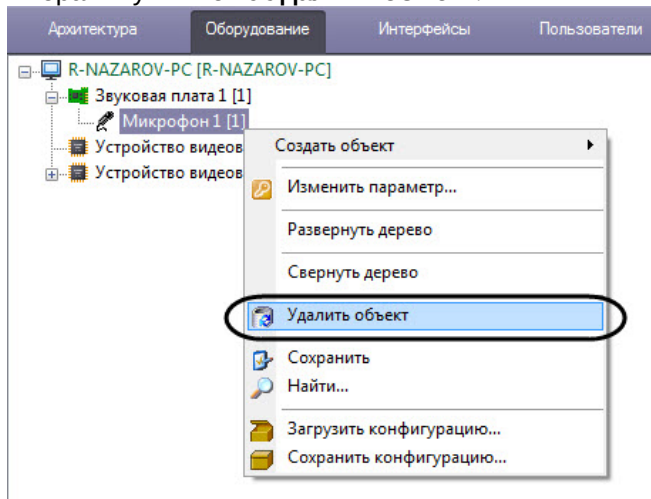 Архитектура Оборудование Интерфейсы Пользователи
R-NAZAROV-PC [R-NAZAROV-PC]
Звуковая плата 1 [1]
Микрофон 1 [1]
Устройство видеов
Устройство видеов
Создать объект
Изменить параметр...
Развернуть дерево
Свернуть дерево
Удалить объект
Сохранить
Найти...
Загрузить конфигурацию...
Сохранить конфигурацию...